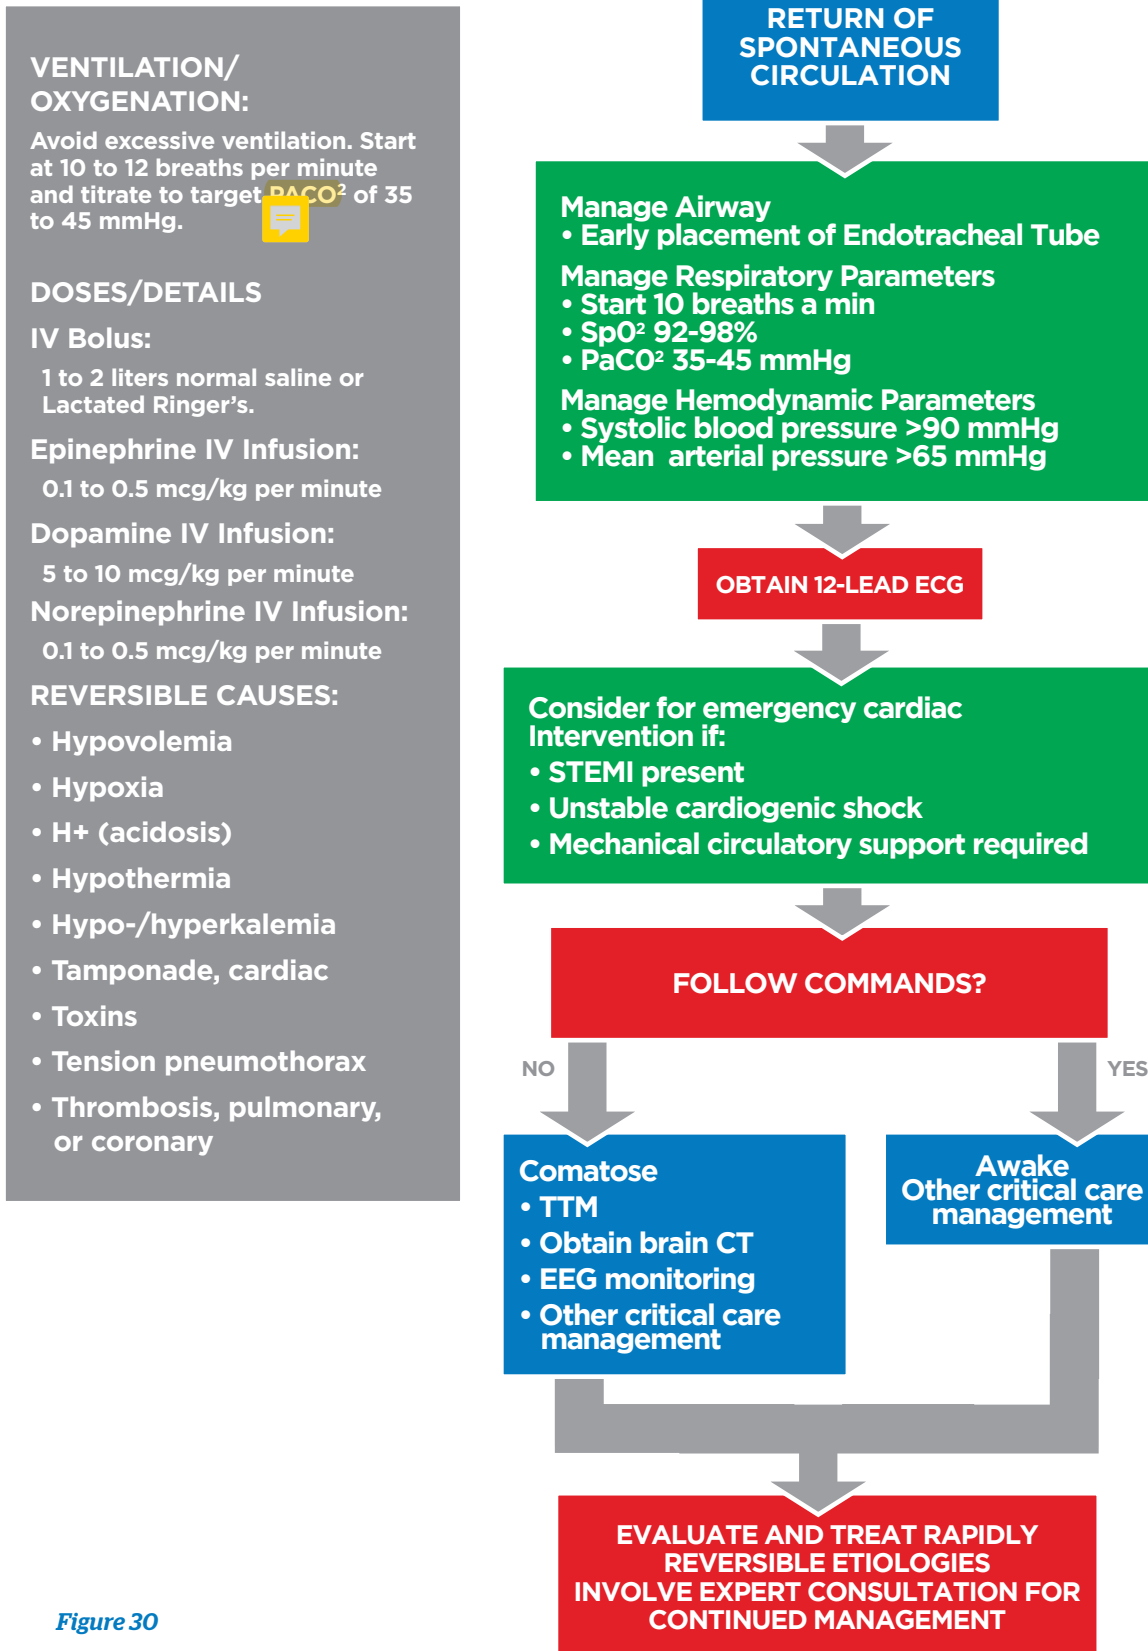 VENTILATION/
OXYGENATION:
Avoid excessive ventilation. Start
at 10 to 12 breaths per minute
and titrate to target PACO² of 35
to 45 mmHg.
DOSES/DETAILS
IV Bolus:
1 to 2 liters normal saline or
Lactated Ringer's.
Epinephrine IV Infusion:
0.1 to 0.5 mcg/kg per minute
Dopamine IV Infusion:
5 to 10 mcg/kg per minute
Norepinephrine IV Infusion:
0.1 to 0.5 mcg/kg per minute
REVERSIBLE CAUSES:
• Hypovolemia
• Hypoxia
• H+ (acidosis)
• Hypothermia
• Hypo-/hyperkalemia
• Tamponade, cardiac
• Toxins
• Tension pneumothorax
• Thrombosis, pulmonary,
or coronary
RETURN OF
SPONTANEOUS
CIRCULATION
Manage Airway
• Early placement of Endotracheal Tube
Manage Respiratory Parameters
• Start 10 breaths a min
• Sp0² 92-98%
• PaC0² 35-45 mmHg
Manage Hemodynamic Parameters
• Systolic blood pressure >90 mmHg
• Mean arterial pressure >65 mmHg
OBTAIN 12-LEAD ECG
Consider for emergency cardiac
Intervention if:
• STEMI present
• Unstable cardiogenic shock
• Mechanical circulatory support required
FOLLOW COMMANDS?
NO
YES
Comatose
• TTM
• Obtain brain CT
• EEG monitoring
• Other critical care
management
Awake
Other critical care
management
EVALUATE AND TREAT RAPIDLY
REVERSIBLE ETIOLOGIES
INVOLVE EXPERT CONSULTATION FOR
CONTINUED MANAGEMENT
Figure 30